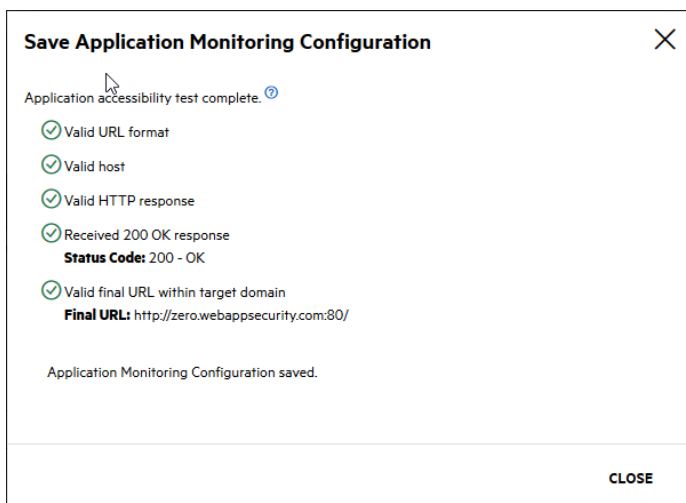 Save Application Monitoring Configuration
Application accessibility test complete. ?
Valid URL format
Valid host
Valid HTTP response
Received 200 OK response
Status Code: 200 - OK
Valid final URL within target domain
Final URL: http://zero.webappsecurity.com:80/
Application Monitoring Configuration saved.
CLOSE